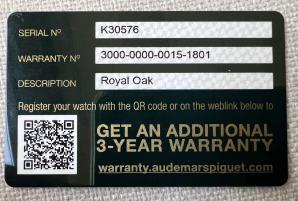 SERIAL Nº K30576
WARRANTY Nº 3000-0000-0015-1801
DESCRIPTION Royal Oak
Register your watch with the QR code or on the weblink below to
GET AN ADDITIONAL
3-YEAR WARRANTY
warranty.audemarspiguet.com